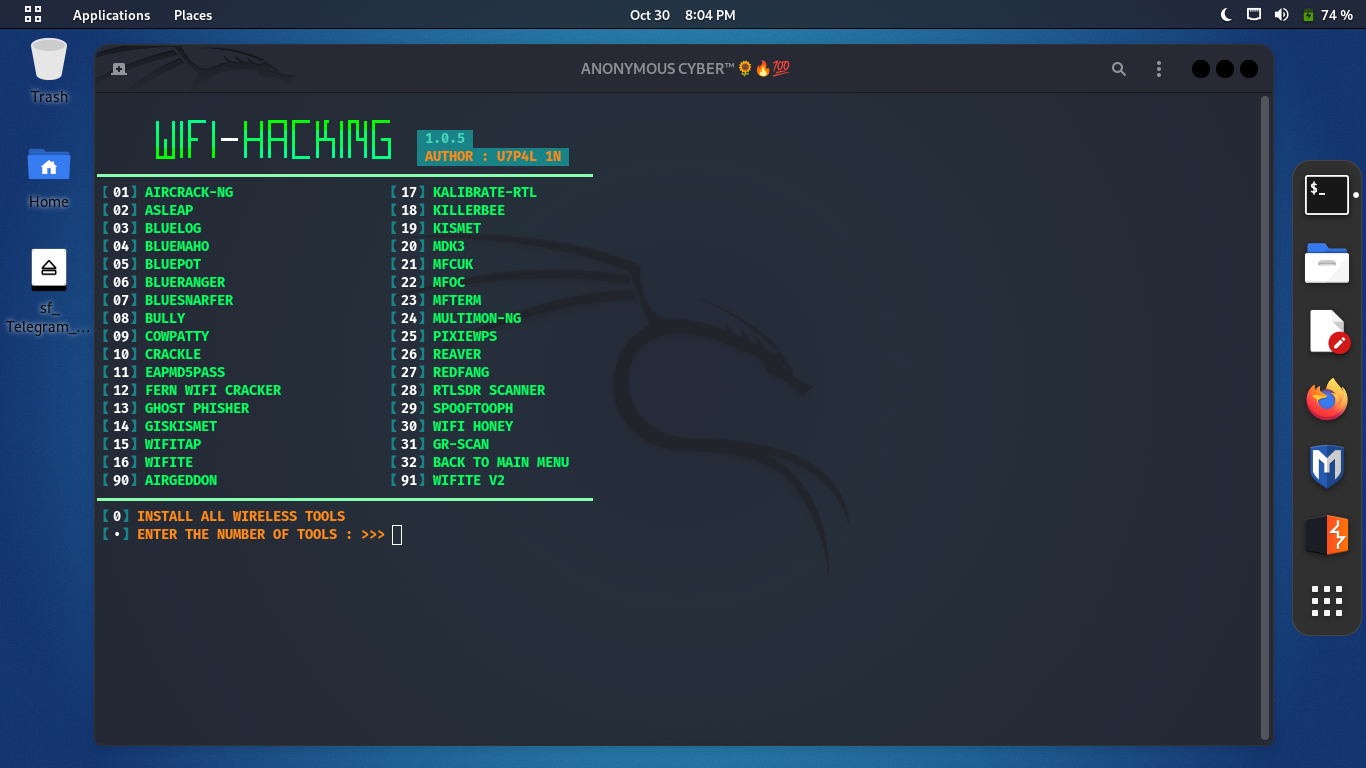 Applications Places Oct 30 8:04 PM 74 %
Trash
Home
sf_
Telegram_...
ANONYMOUS CYBER™🌻🔥💯
WIFI-HACKING
1.0.5
AUTHOR : U7P4L 1N
[01] AIRCRACK-NG [17] KALIBRATE-RTL
[02] ASLEAP [18] KILLERBEE
[03] BLUELOG [19] KISMET
[04] BLUEMAHO [20] MDK3
[05] BLUEPOT [21] MFCUK
[06] BLUERANGER [22] MFOC
[07] BLUESNARFER [23] MFTERM
[08] BULLY [24] MULTIMON-NG
[09] COWPATTY [25] PIXIEWPS
[10] CRACKLE [26] REAVER
[11] EAPMD5PASS [27] REDFANG
[12] FERN WIFI CRACKER [28] RTLSDR SCANNER
[13] GHOST PHISHER [29] SPOOFTOOPH
[14] GISKISMET [30] WIFI HONEY
[15] WIFITAP [31] GR-SCAN
[16] WIFITE [32] BACK TO MAIN MENU
[90] AIRGEDDON [91] WIFITE V2
[0] INSTALL ALL WIRELESS TOOLS
[•] ENTER THE NUMBER OF TOOLS : >>>
$_